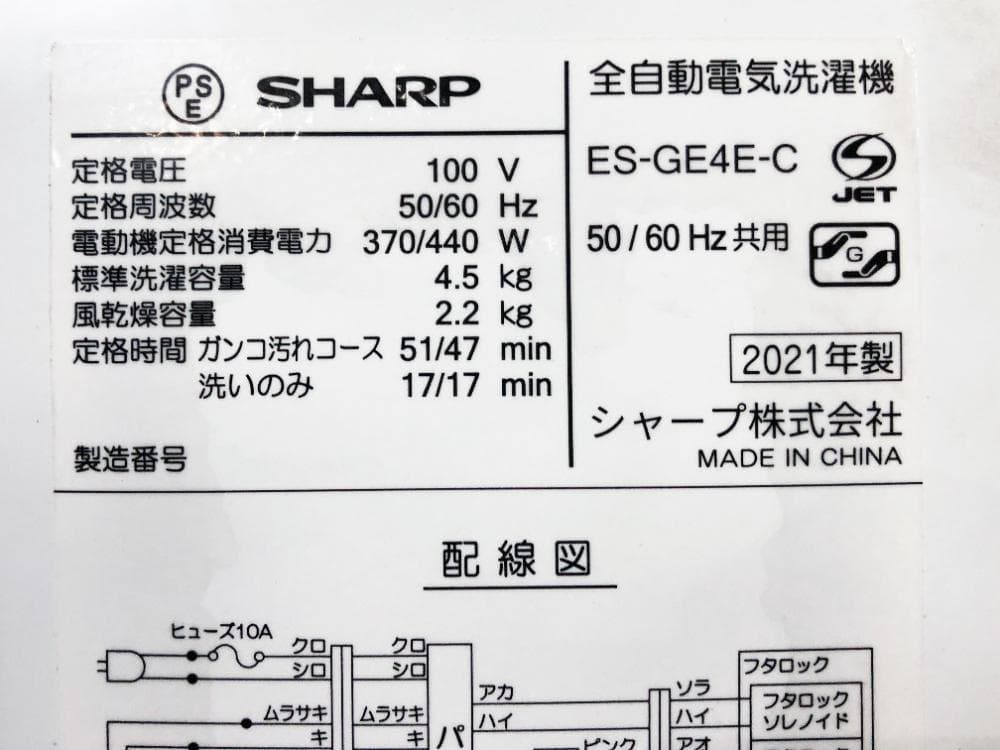 PSE SHARP
定格電圧 100 V
定格周波数 50/60 Hz
電動機定格消費電力 370/440 W
標準洗濯容量 4.5 kg
風乾燥容量 2.2 kg
定格時間 ガンコ汚れコース 51/47 min
洗いのみ 17/17 min
製造番号
全自動電気洗濯機
ES-GE4E-C
JET
50/60Hz共用
G
2021年製
シャープ株式会社
MADE IN CHINA
配線図
ヒューズ10A
クロ
クロ
シロ
シロ
フタロック
アカ
ソラ
フタロック
ソレノイド
ムラサキ
ムラサキ
ハイ
ハイ
キ
キ
パ
ピンク
アオ